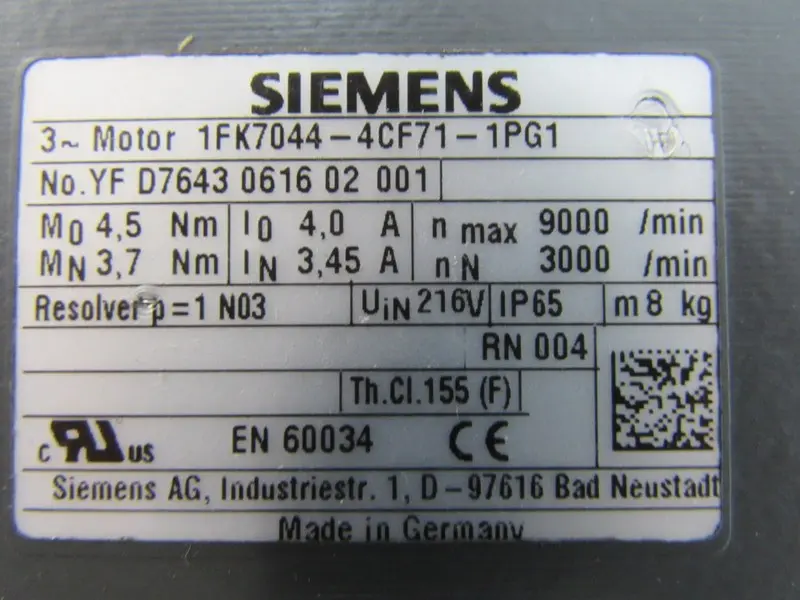 SIEMENS
3~ Motor 1FK7044-4CF71-1PG1
No.YF D7643 0616 02 001
M0 4,5 Nm I0 4,0 A n max 9000 /min
MN 3,7 Nm IN 3,45 A n N 3000 /min
Resolver p=1 N03 UiN 216V IP65 m 8 kg
RN 004
Th.Cl.155 (F)
c RU US EN 60034 CE
Siemens AG, Industriestr. 1, D-97616 Bad Neustadt
Made in Germany